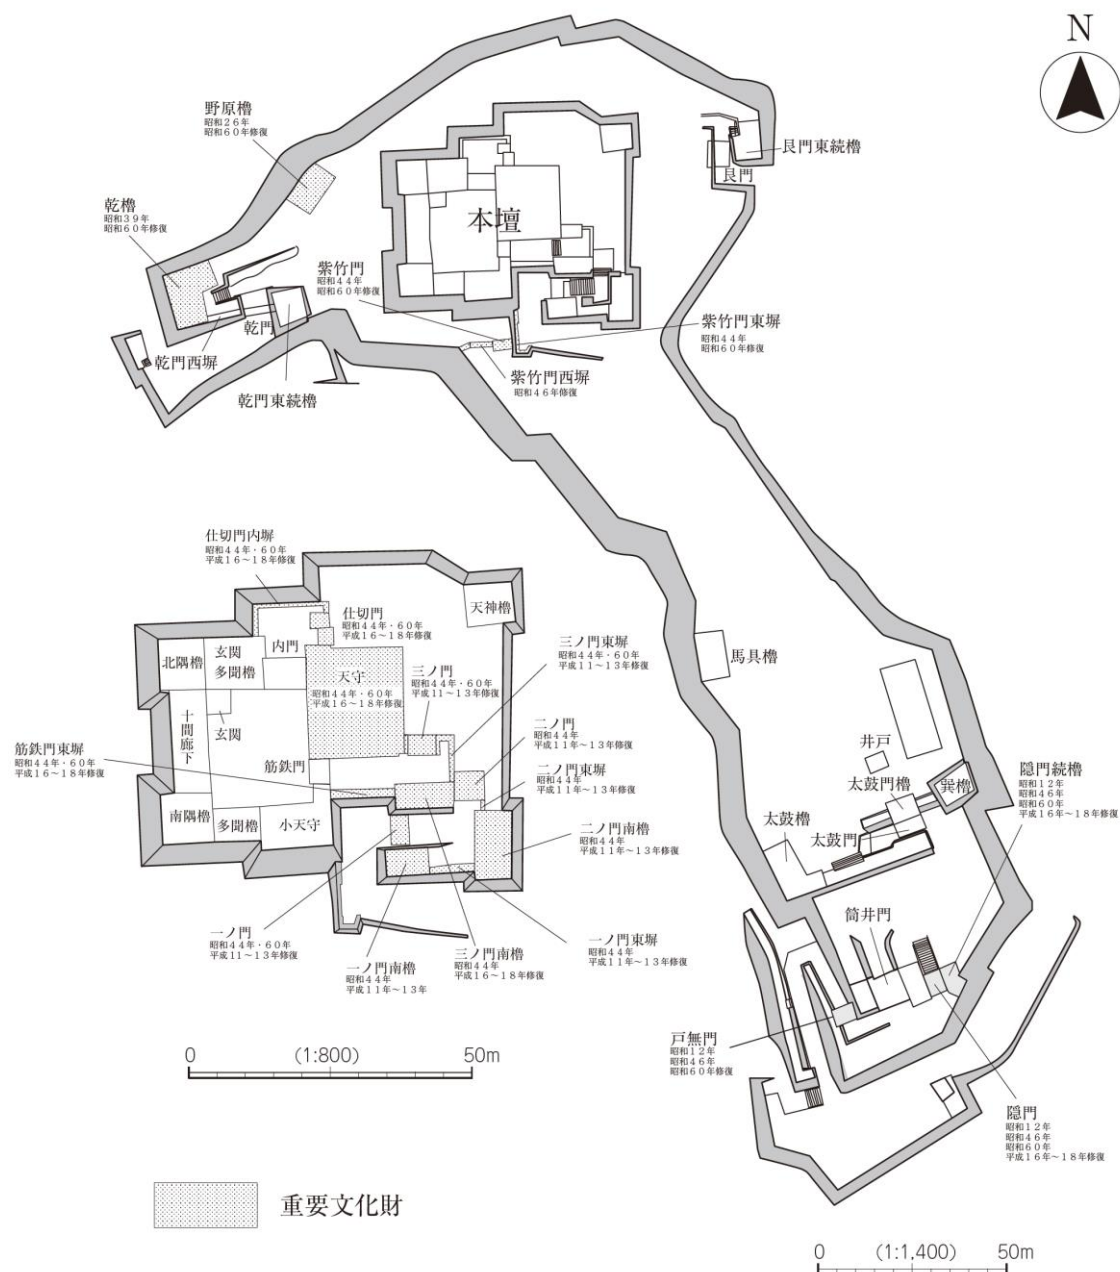 N
野原櫓
昭和26年
昭和60年修復
艮門東続櫓
艮門
乾櫓
昭和39年
昭和60年修復
本壇
紫竹門
昭和44年
昭和60年修復
紫竹門東塀
昭和44年
昭和60年修復
乾門
乾門西塀
紫竹門西塀
昭和46年修復
乾門東続櫓
仕切門内塀
昭和44年・60年
平成16～18年修復
天神櫓
仕切門
昭和44年・60年
平成16～18年修復
内門
玄関
多聞櫓
北隅櫓
三ノ門東塀
昭和44年・60年
平成11～13年修復
三ノ門
昭和44年・60年
平成11～13年修復
天守
昭和44年・60年
平成16～18年修復
馬具櫓
十間廊下
玄関
二ノ門
昭和44年
平成11年～13年修復
筋鉄門東塀
昭和44年・60年
平成16～18年修復
筋鉄門
井戸
二ノ門東塀
昭和44年
平成11年～13年修復
太鼓門櫓
巽櫓
隠門続櫓
昭和12年
昭和46年
昭和60年
平成16年～18年修復
南隅櫓
多聞櫓
小天守
二ノ門南櫓
昭和44年
平成11年～13年修復
太鼓櫓
太鼓門
筒井門
一ノ門
昭和44年・60年
平成11～13年修復
三ノ門南櫓
昭和44年
平成16～18年修復
一ノ門東塀
昭和44年
平成11年～13年修復
一ノ門南櫓
昭和44年
平成11年～13年
戸無門
昭和12年
昭和46年
昭和60年修復
0 (1:800) 50m
隠門
昭和12年
昭和46年
昭和60年
平成16年～18年修復
重要文化財
0 (1:1,400) 50m